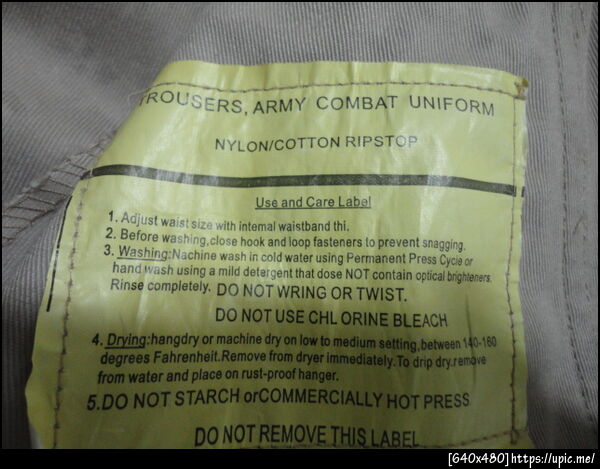 TROUSERS, ARMY COMBAT UNIFORM
NYLON/COTTON RIPSTOP
Use and Care Label
1. Adjust waist size with internal waistband thi.
2. Before washing,close hook and loop fasteners to prevent snagging.
3. Washing:Nachine wash in cold water using Permanent Press Cycie or
hand wash using a mild detergent that dose NOT contain optical brighteners.
Rinse completely. DO NOT WRING OR TWIST.
DO NOT USE CHL ORINE BLEACH
4. Drying:hangdry or machine dry on low to medium setting,between 140-160
degrees Fahrenheit.Remove from dryer immediately.To drip dry.remove
from water and place on rust-proof hanger.
5.DO NOT STARCH orCOMMERCIALLY HOT PRESS
DO NOT REMOVE THIS LABEL
[640x480]https://upic.me/